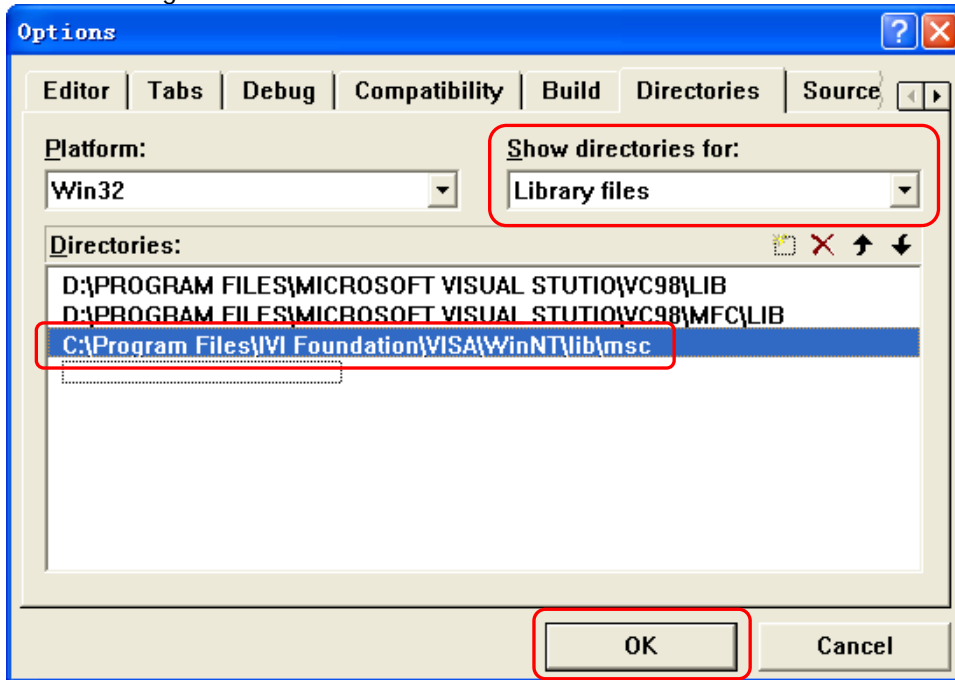 Options
Editor Tabs Debug Compatibility Build Directories Source
Platform: Show directories for:
Win32 Library files
Directories:
D:\PROGRAM FILES\MICROSOFT VISUAL STUTIO\VC98\LIB
D:\PROGRAM FILES\MICROSOFT VISUAL STUTIO\VC98\MFC\LIB
C:\Program Files\IVI Foundation\VISA\WinNT\lib\msc
OK Cancel